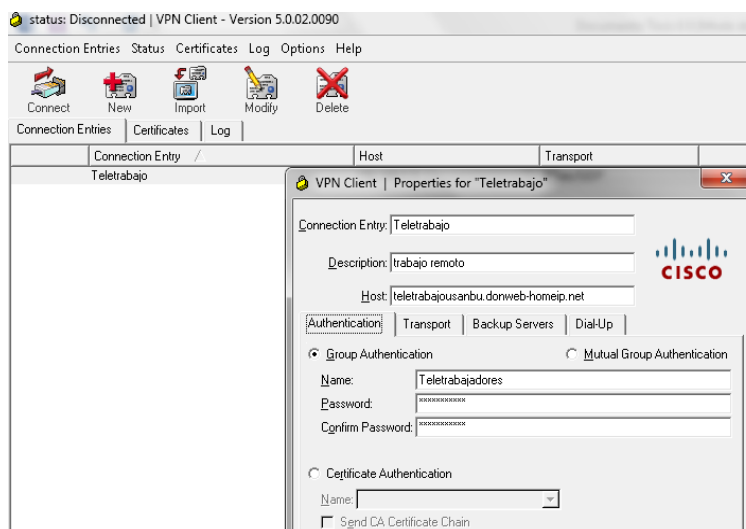 status: Disconnected | VPN Client - Version 5.0.02.0090
Connection Entries Status Certificates Log Options Help
Connect New Import Modify Delete
Connection Entries Certificates Log
Connection Entry Host Transport
Teletrabajo
VPN Client | Properties for "Teletrabajo"
Connection Entry: Teletrabajo
Description: trabajo remoto
CISCO
Host: teletrabajousanbu.donweb-homeip.net
Authentication Transport Backup Servers Dial-Up
Group Authentication Mutual Group Authentication
Name: Teletrabajadores
Password: ***********
Confirm Password: ***********
Certificate Authentication
Name:
Send CA Certificate Chain